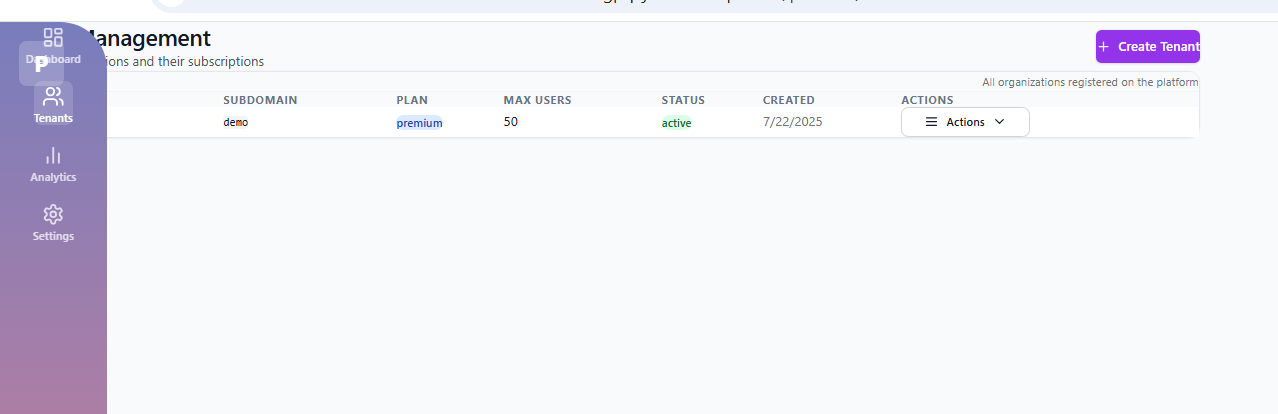 Dashboard
P
Tenants
Analytics
Settings
Management
ions and their subscriptions
+ Create Tenant
All organizations registered on the platform
SUBDOMAIN PLAN MAX USERS STATUS CREATED ACTIONS
demo premium 50 active 7/22/2025 Actions